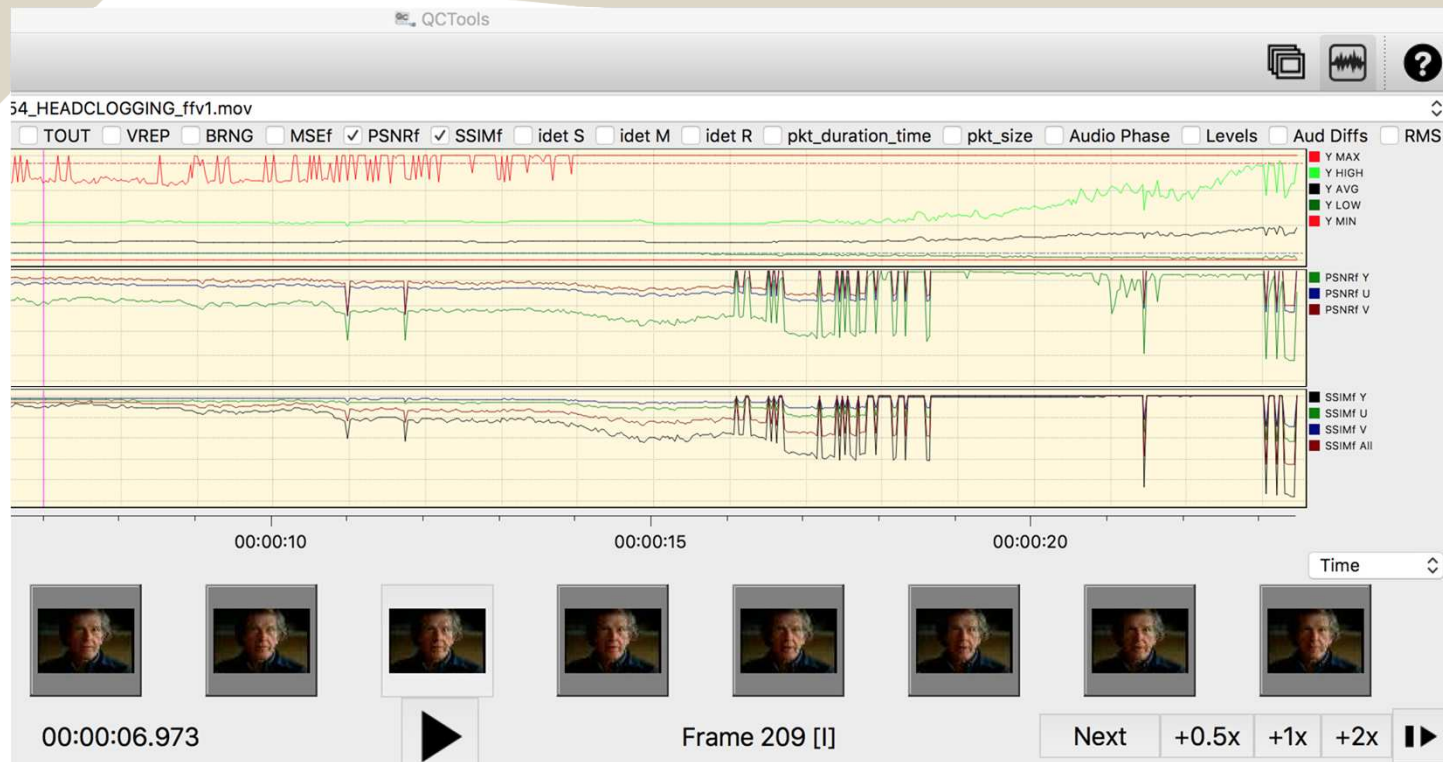 QCTools
54_HEADCLOGGING_ffv1.mov
TOUT VREP BRNG MSEf PSNRf SSIMf idet S idet M idet R pkt_duration_time pkt_size Audio Phase Levels Aud Diffs RMS
Y MAX
Y HIGH
Y AVG
Y LOW
Y MIN
PSNRf Y
PSNRf U
PSNRf V
SSIMf Y
SSIMf U
SSIMf V
SSIMf All
00:00:10 00:00:15 00:00:20
Time
00:00:06.973 Frame 209 [I] Next +0.5x +1x +2x